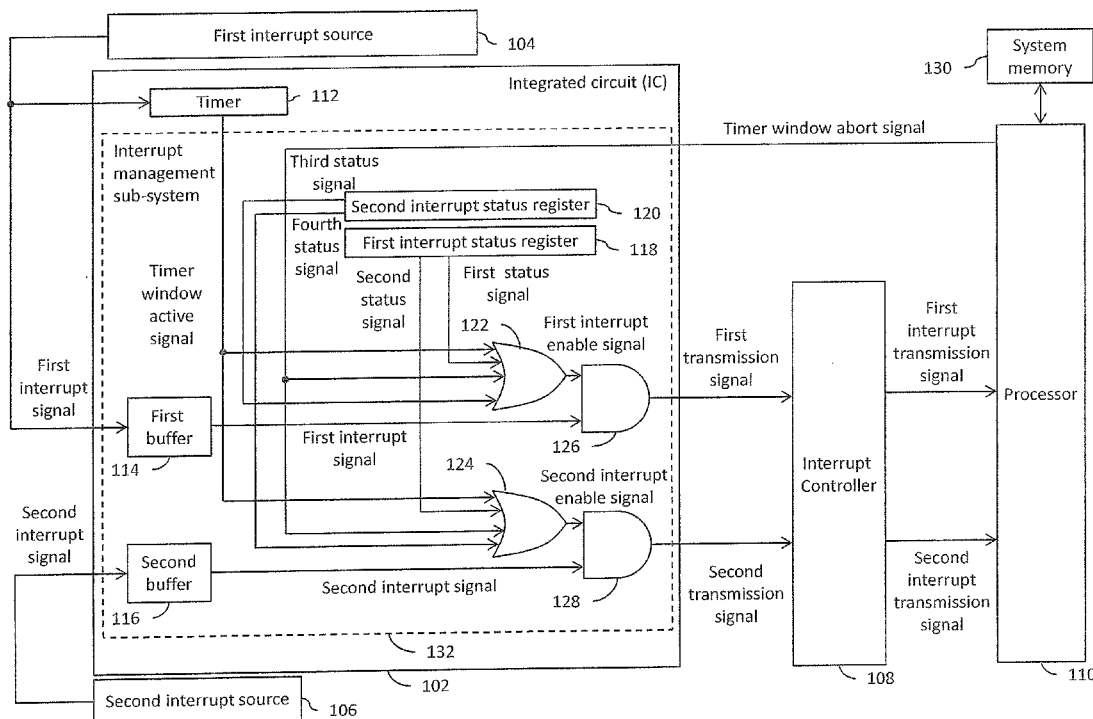 First interrupt source
104
Integrated circuit (IC)
System
memory
130
Timer
112
Timer window abort signal
Interrupt
management
sub-system
Third status
signal
Second interrupt status register
120
Fourth
status
signal
First interrupt status register
118
Timer
window
active
signal
Second
status
signal
First status
signal
122
First interrupt
enable signal
First
transmission
signal
First
interrupt
transmission
signal
Processor
First
interrupt
signal
First
buffer
114
First interrupt
signal
126
Interrupt
Controller
124
Second interrupt
enable signal
Second
interrupt
signal
Second
buffer
116
Second interrupt signal
128
Second
transmission
signal
Second
interrupt
transmission
signal
132
102
108
110
Second interrupt source
106